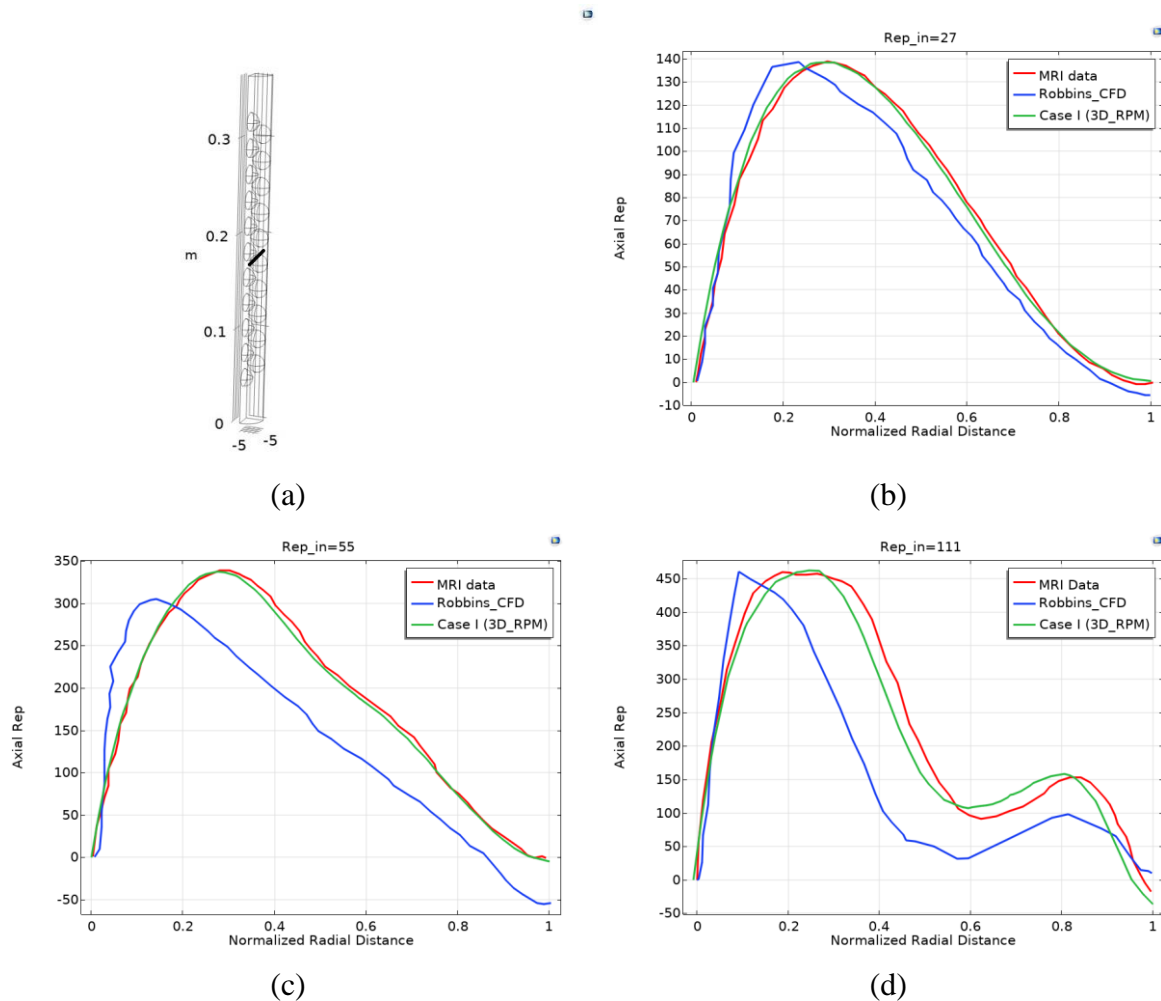 0.3
0.2
m
0.1
0
-5
-5
(a)
Rep_in=27
140
130
120
110
100
90
80
70
60
50
40
30
20
10
0
-10
Axial Rep
MRI data
Robbins_CFD
Case I (3D_RPM)
0 0.2 0.4 0.6 0.8 1
Normalized Radial Distance
(b)
Rep_in=55
350
300
250
200
150
100
50
0
-50
Axial Rep
MRI data
Robbins_CFD
Case I (3D_RPM)
0 0.2 0.4 0.6 0.8 1
Normalized Radial Distance
(c)
Rep_in=111
450
400
350
300
250
200
150
100
50
0
-50
Axial Rep
MRI Data
Robbins_CFD
Case I (3D_RPM)
0 0.2 0.4 0.6 0.8 1
Normalized Radial Distance
(d)